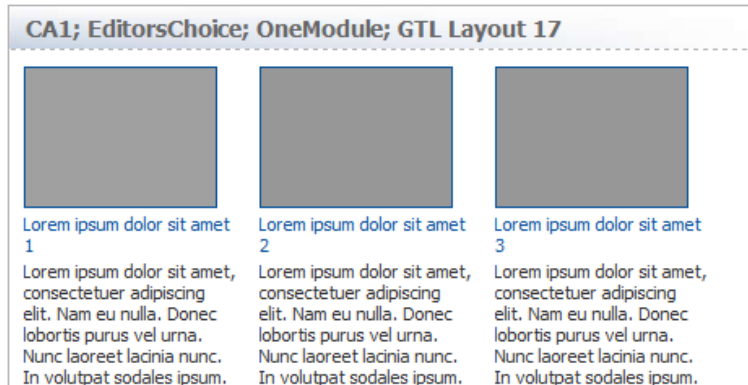 CA1; EditorsChoice; OneModule; GTL Layout 17
Lorem ipsum dolor sit amet
1
Lorem ipsum dolor sit amet,
consectetuer adipiscing
elit. Nam eu nulla. Donec
lobortis purus vel urna.
Nunc laoreet lacinia nunc.
In volutpat sodales ipsum.
Lorem ipsum dolor sit amet
2
Lorem ipsum dolor sit amet,
consectetuer adipiscing
elit. Nam eu nulla. Donec
lobortis purus vel urna.
Nunc laoreet lacinia nunc.
In volutpat sodales ipsum.
Lorem ipsum dolor sit amet
3
Lorem ipsum dolor sit amet,
consectetuer adipiscing
elit. Nam eu nulla. Donec
lobortis purus vel urna.
Nunc laoreet lacinia nunc.
In volutpat sodales ipsum.